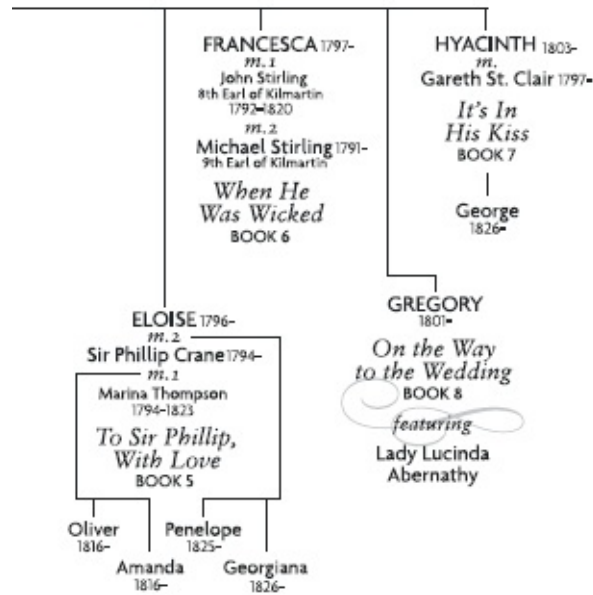 FRANCESCA 1797-
m.1
John Stirling
8th Earl of Kilmartin
1792-1820
m.2
Michael Stirling 1791-
9th Earl of Kilmartin
When He
Was Wicked
BOOK 6
HYACINTH 1803-
m.
Gareth St. Clair 1797-
It's In
His Kiss
BOOK 7
George
1826-
ELOISE 1796-
m.2
Sir Phillip Crane 1794-
m.1
Marina Thompson
1794-1823
To Sir Phillip,
With Love
BOOK 5
Oliver
1816-
Amanda
1816-
Penelope
1825-
Georgiana
1826-
GREGORY
1801-
On the Way
to the Wedding
BOOK 8
featuring
Lady Lucinda
Abernathy